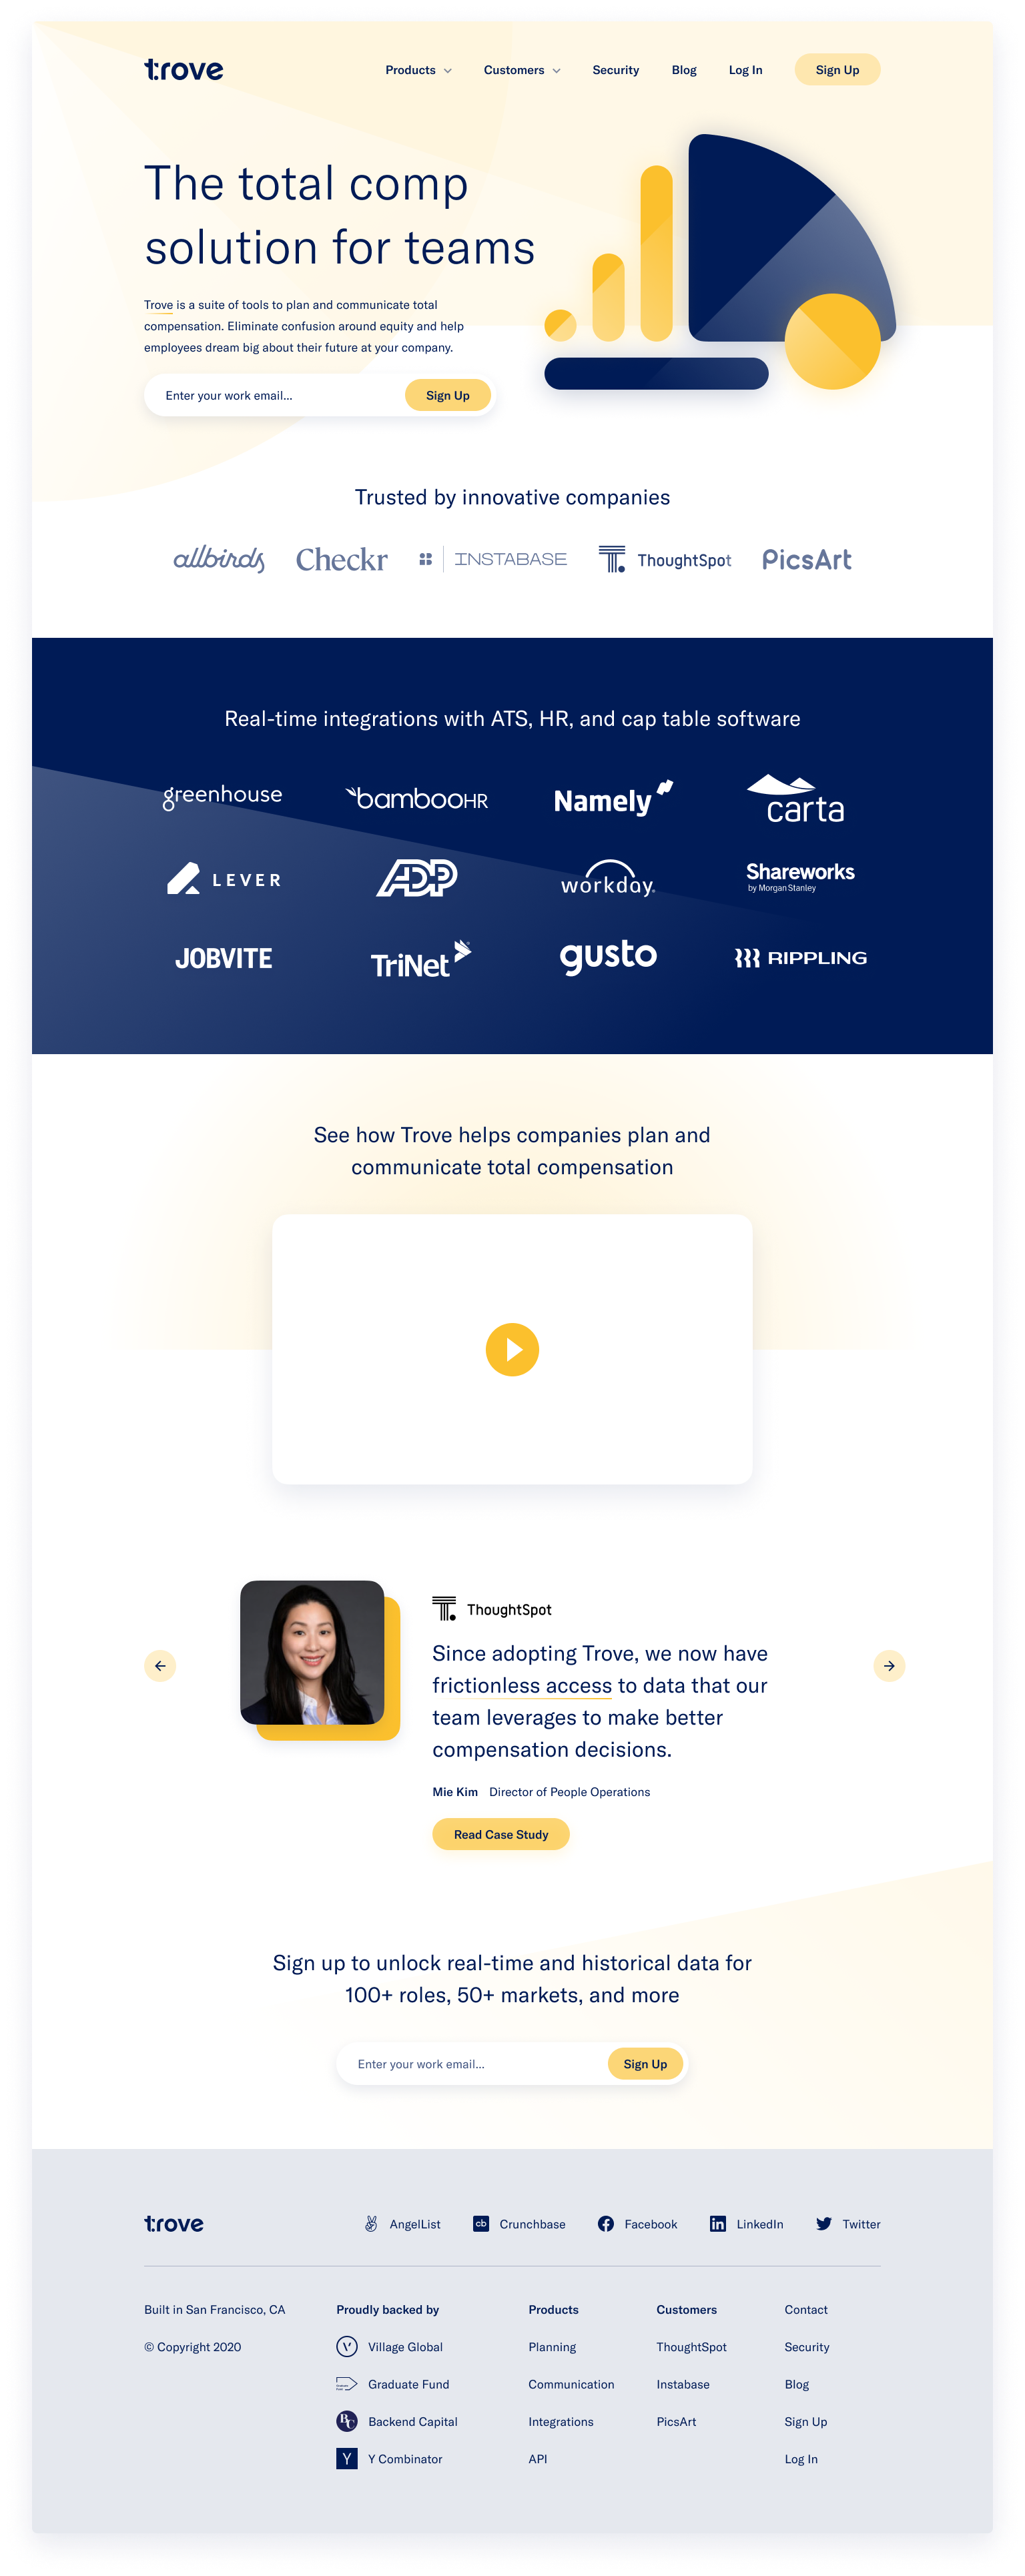 trove
Products Customers Security Blog Log In Sign Up
The total comp
solution for teams
Trove is a suite of tools to plan and communicate total
compensation. Eliminate confusion around equity and help
employees dream big about their future at your company.
Enter your work email... Sign Up
Trusted by innovative companies
allbirds Checkr INSTABASE ThoughtSpot PicsArt
Real-time integrations with ATS, HR, and cap table software
greenhouse bambooHR Namely carta
LEVER ADP workday. Shareworks
by Morgan Stanley
JOBVITE TriNet gusto RIPPLING
See how Trove helps companies plan and
communicate total compensation
ThoughtSpot
Since adopting Trove, we now have
frictionless access to data that our
team leverages to make better
compensation decisions.
Mie Kim Director of People Operations
Read Case Study
Sign up to unlock real-time and historical data for
100+ roles, 50+ markets, and more
Enter your work email... Sign Up
trove
AngelList cb Crunchbase Facebook in LinkedIn Twitter
Built in San Francisco, CA Proudly backed by Products Customers Contact
© Copyright 2020 V Village Global Planning ThoughtSpot Security
Graduate Fund Communication Instabase Blog
BC Backend Capital Integrations PicsArt Sign Up
Y Y Combinator API Log In